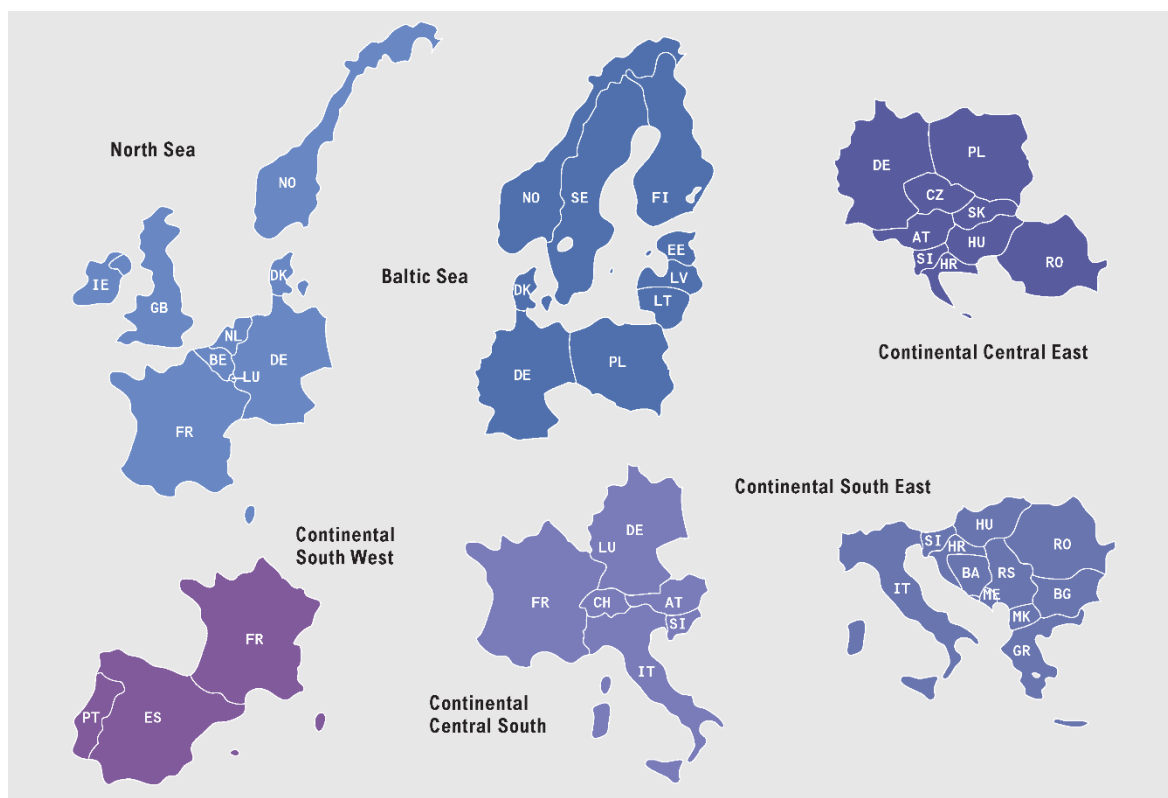 North Sea
NO
IE
GB
DK
NL
BE
DE
LU
FR
Baltic Sea
NO
SE
FI
EE
LV
LT
DK
DE
PL
Continental Central East
DE
PL
CZ
SK
AT
HU
SI
HR
RO
Continental
South West
FR
PT
ES
Continental
Central South
DE
LU
FR
CH
AT
SI
IT
Continental South East
HU
SI
HR
RO
BA
RS
IT
ME
BG
MK
GR